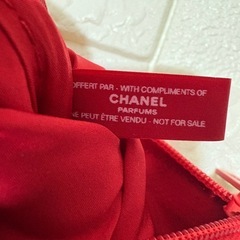 OFFERT PAR - WITH COMPLIMENTS OF
CHANEL
PARFUMS
NE PEUT ÊTRE VENDU - NOT FOR SALE